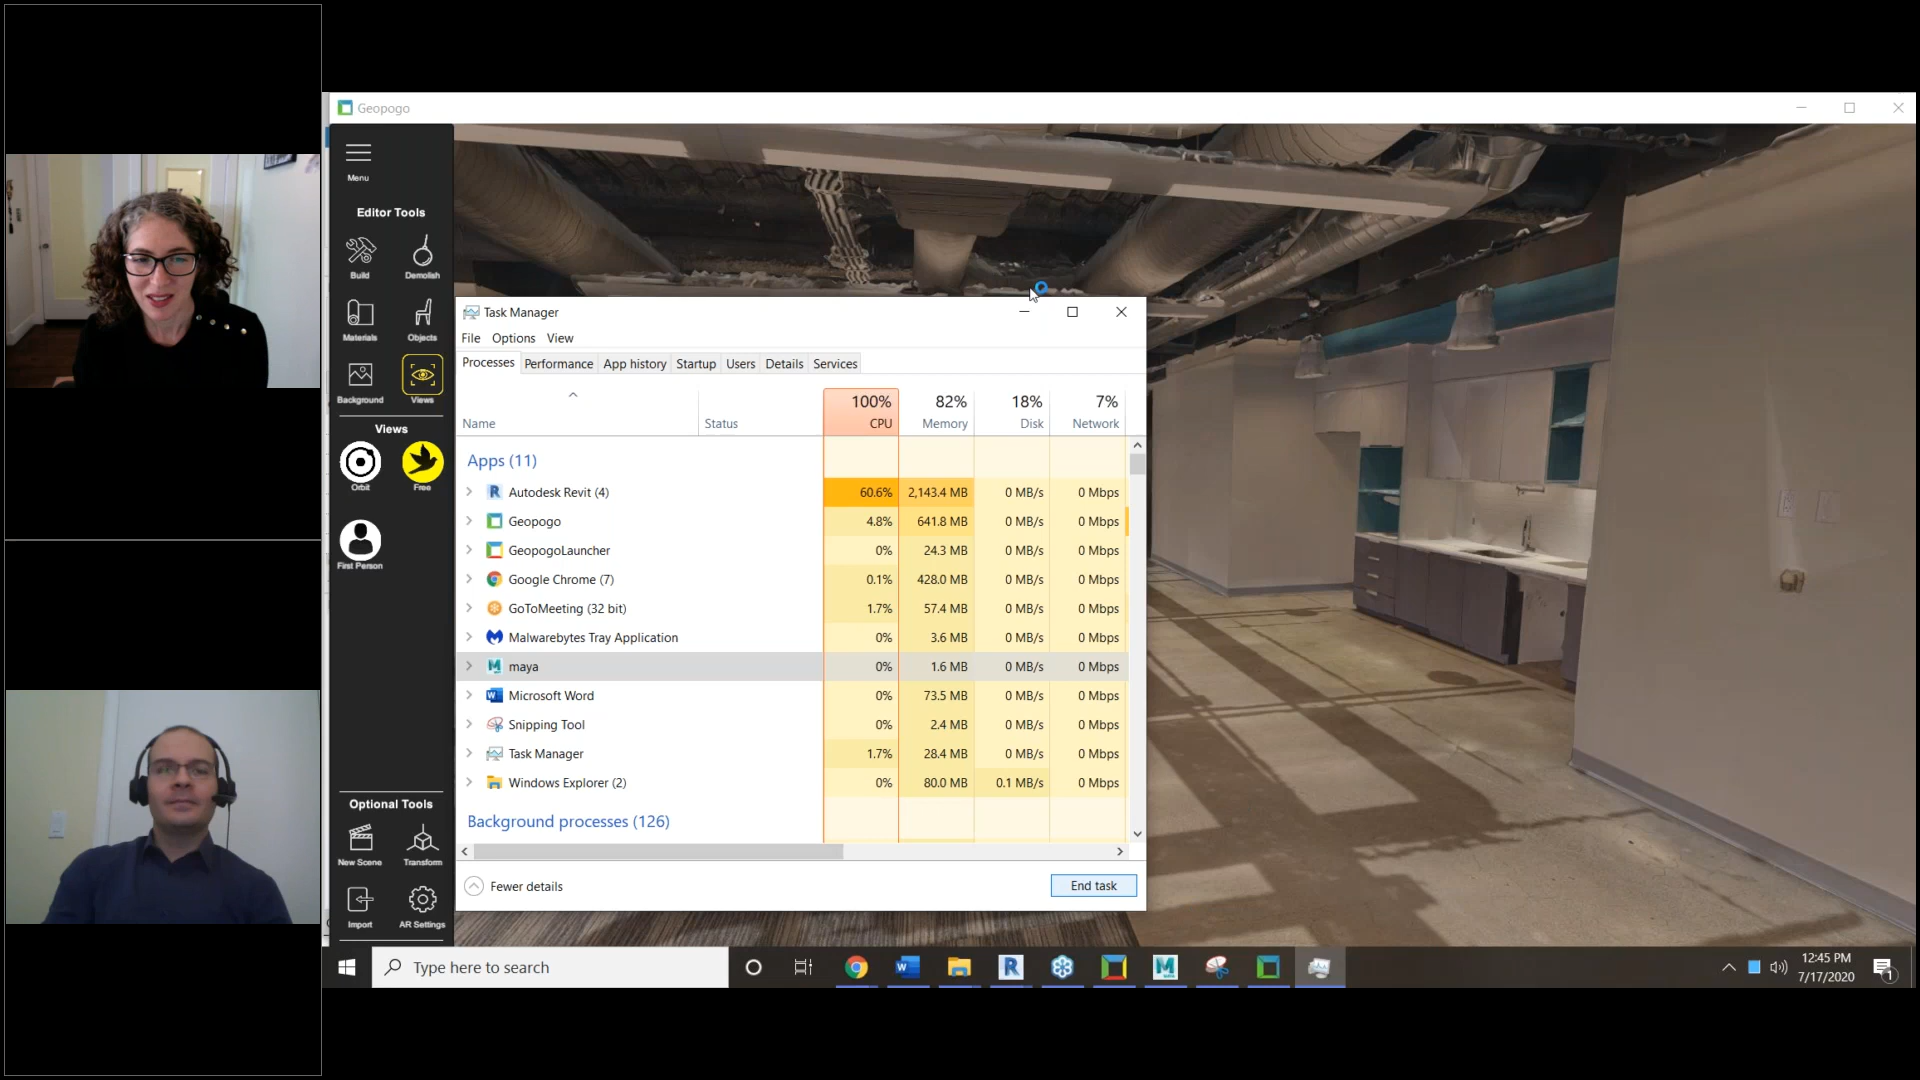 Geopogo
Menu
Editor Tools
Build
Demolish
Materials
Objects
Background
Views
Views
Orbit
Free
First Person
Optional Tools
New Scene
Transform
Import
AR Settings
Task Manager
File Options View
Processes Performance App history Startup Users Details Services
100% 82% 18% 7%
Name Status CPU Memory Disk Network
Apps (11)
Autodesk Revit (4) 60.6% 2,143.4 MB 0 MB/s 0 Mbps
Geopogo 4.8% 641.8 MB 0 MB/s 0 Mbps
GeopogoLauncher 0% 24.3 MB 0 MB/s 0 Mbps
Google Chrome (7) 0.1% 428.0 MB 0 MB/s 0 Mbps
GoToMeeting (32 bit) 1.7% 57.4 MB 0 MB/s 0 Mbps
Malwarebytes Tray Application 0% 3.6 MB 0 MB/s 0 Mbps
maya 0% 1.6 MB 0 MB/s 0 Mbps
Microsoft Word 0% 73.5 MB 0 MB/s 0 Mbps
Snipping Tool 0% 2.4 MB 0 MB/s 0 Mbps
Task Manager 1.7% 28.4 MB 0 MB/s 0 Mbps
Windows Explorer (2) 0% 80.0 MB 0.1 MB/s 0 Mbps
Background processes (126)
Fewer details
End task
Type here to search
12:45 PM
7/17/2020
1